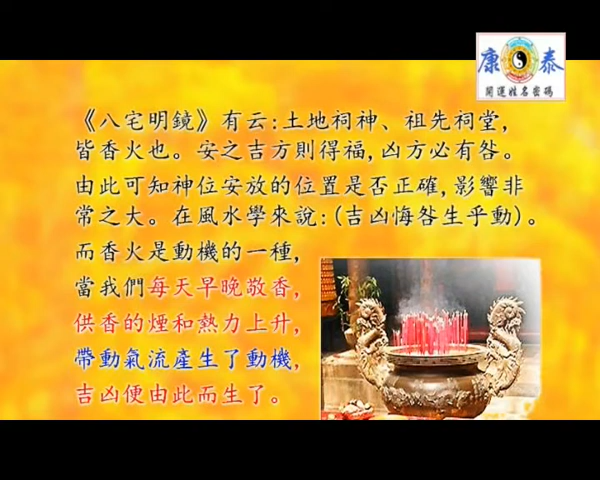 康泰
開運姓名密碼
《八宅明鏡》有云:土地祠神、祖先祠堂,
皆香火也。安之吉方則得福,凶方必有咎。
由此可知神位安放的位置是否正確,影響非
常之大。在風水學來說:(吉凶悔咎生乎動)。
而香火是動機的一種,
當我們每天早晚敬香,
供香的煙和熱力上升,
帶動氣流產生了動機,
吉凶便由此而生了。